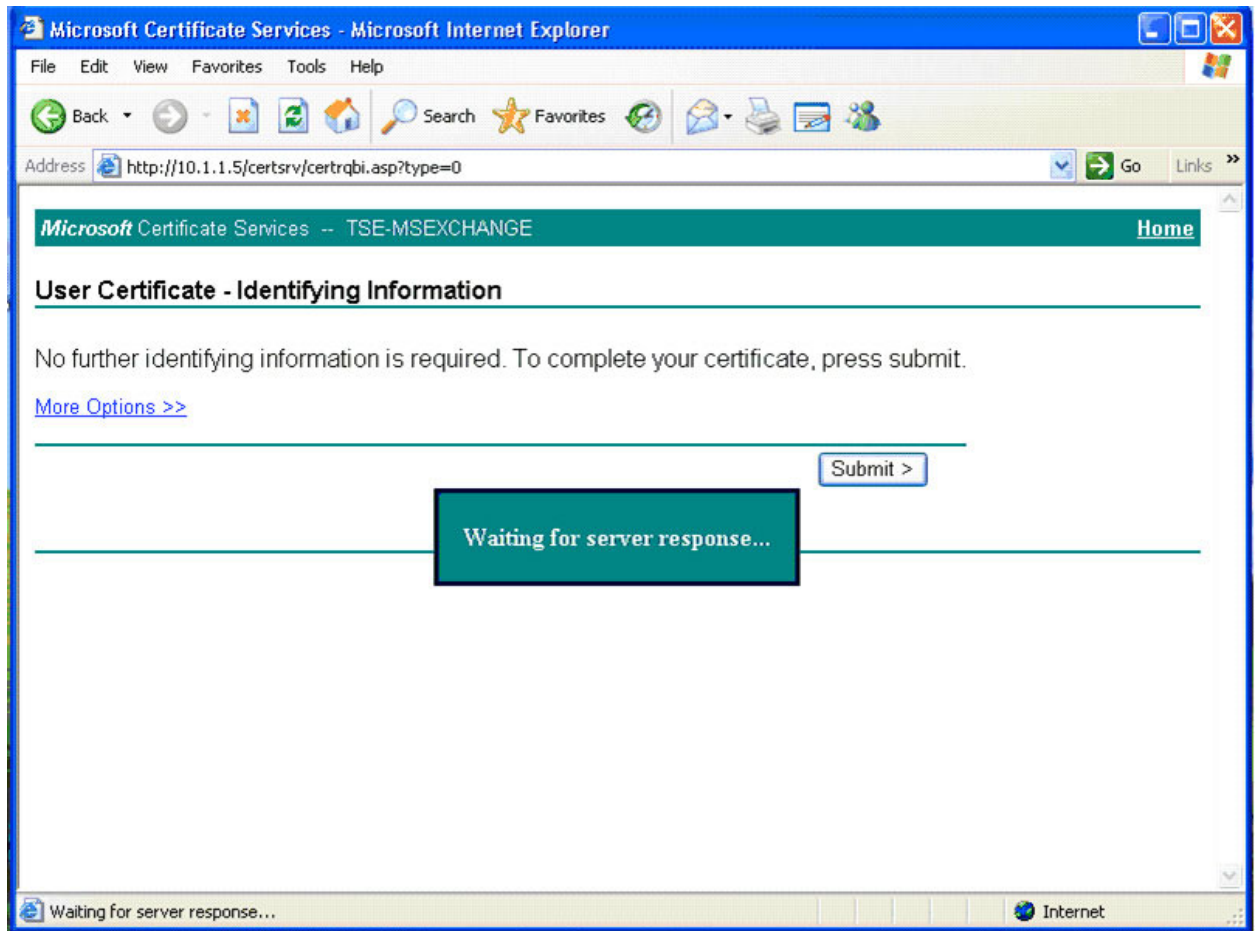 Microsoft Certificate Services - Microsoft Internet Explorer
File Edit View Favorites Tools Help
Back Search Favorites
Address http://10.1.1.5/certsrv/certrqbi.asp?type=0 Go Links »
Microsoft Certificate Services -- TSE-MSEXCHANGE Home
User Certificate - Identifying Information
No further identifying information is required. To complete your certificate, press submit.
More Options >>
Submit >
Waiting for server response...
Waiting for server response... Internet